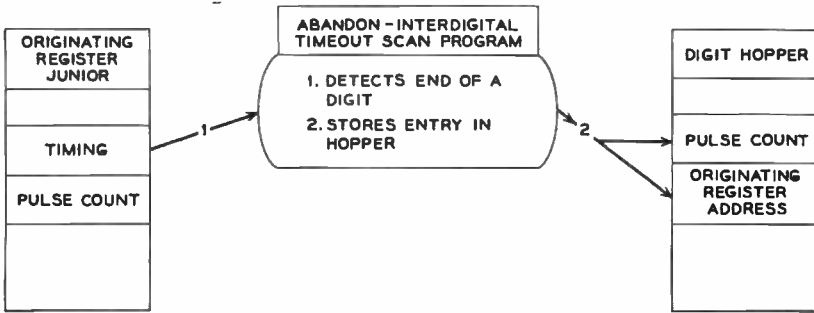 ORIGINATING
REGISTER
JUNIOR
TIMING
PULSE COUNT
1
ABANDON-INTERDIGITAL
TIMEOUT SCAN PROGRAM
1. DETECTS END OF A
DIGIT
2. STORES ENTRY IN
HOPPER
2
DIGIT HOPPER
PULSE COUNT
ORIGINATING
REGISTER
ADDRESS